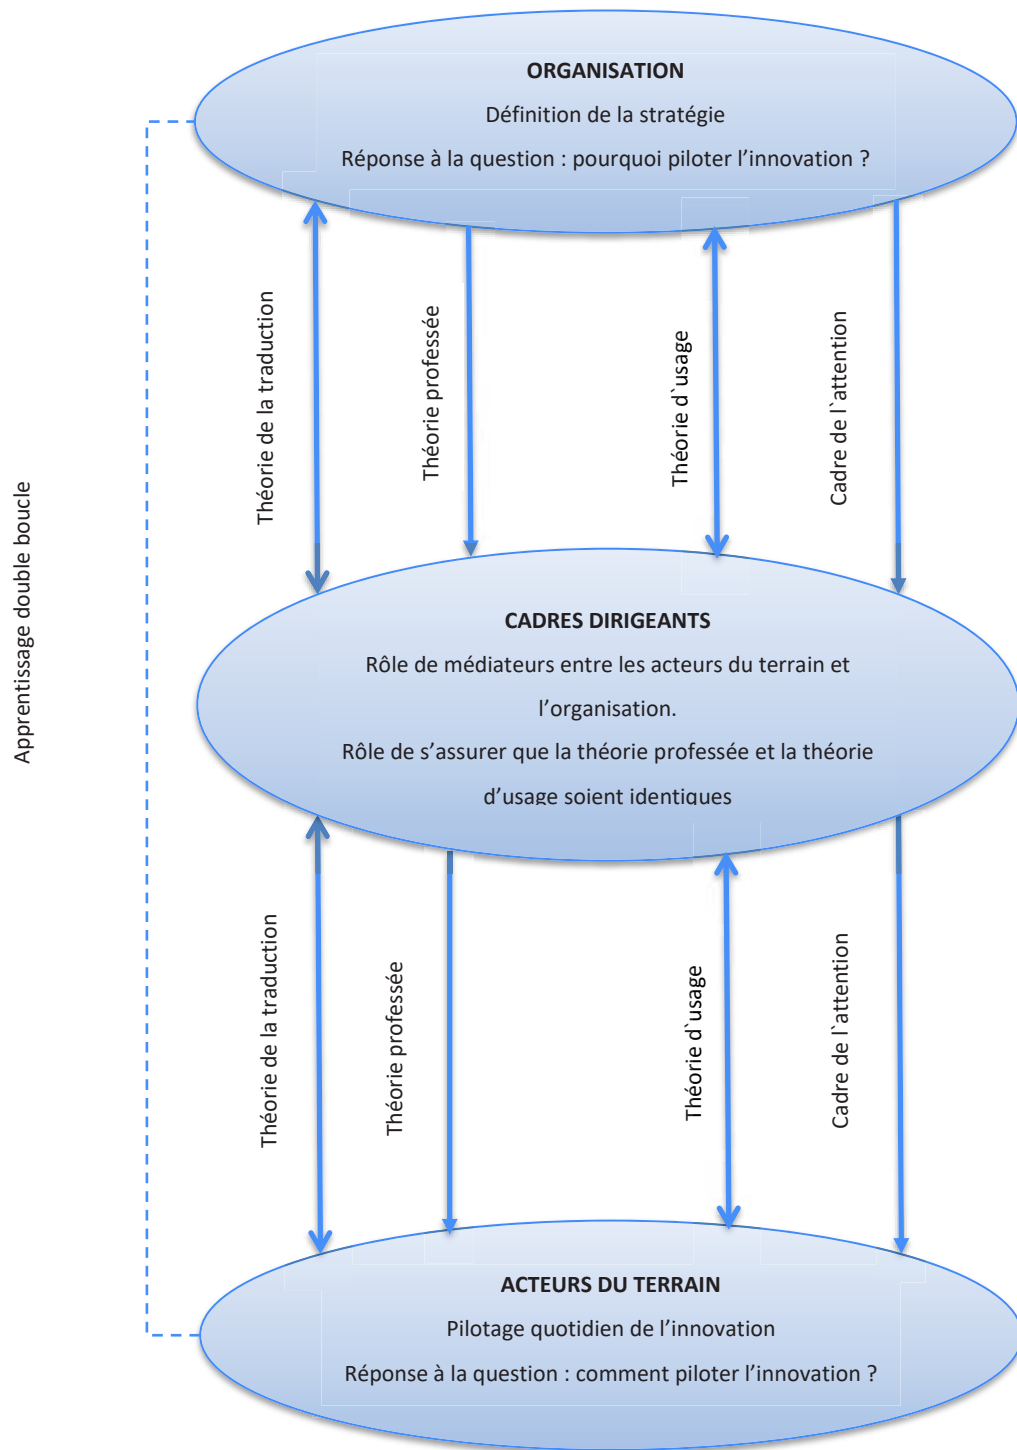 ORGANISATION
Définition de la stratégie
Réponse à la question : pourquoi piloter l’innovation ?
Théorie de la traduction
Théorie professée
Théorie d`usage
Cadre de l`attention
Apprentissage double boucle
CADRES DIRIGEANTS
Rôle de médiateurs entre les acteurs du terrain et
l’organisation.
Rôle de s’assurer que la théorie professée et la théorie
d’usage soient identiques
Théorie de la traduction
Théorie professée
Théorie d`usage
Cadre de l`attention
ACTEURS DU TERRAIN
Pilotage quotidien de l’innovation
Réponse à la question : comment piloter l’innovation ?